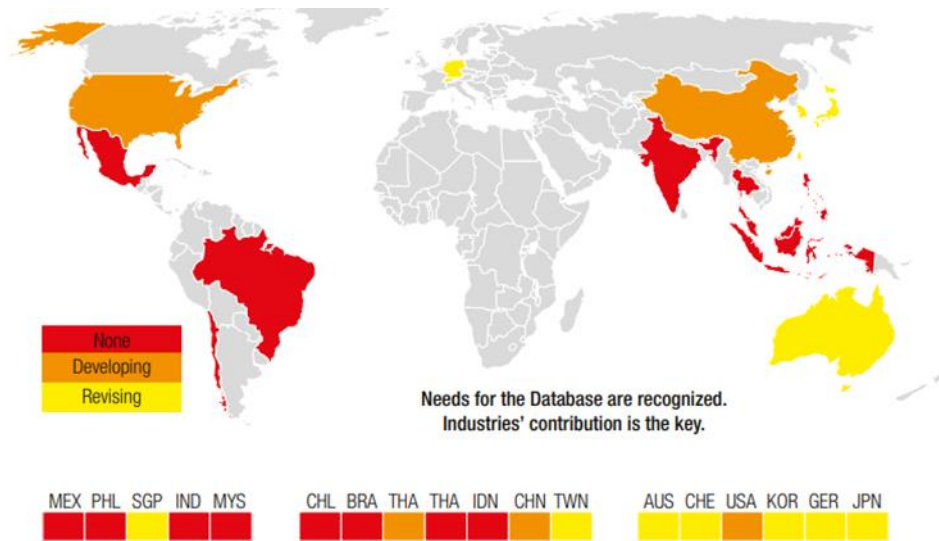 None
Developing
Revising
Needs for the Database are recognized.
Industries’ contribution is the key.
MEX PHL SGP IND MYS
CHL BRA THA THA IDN CHN TWN
AUS CHE USA KOR GER JPN